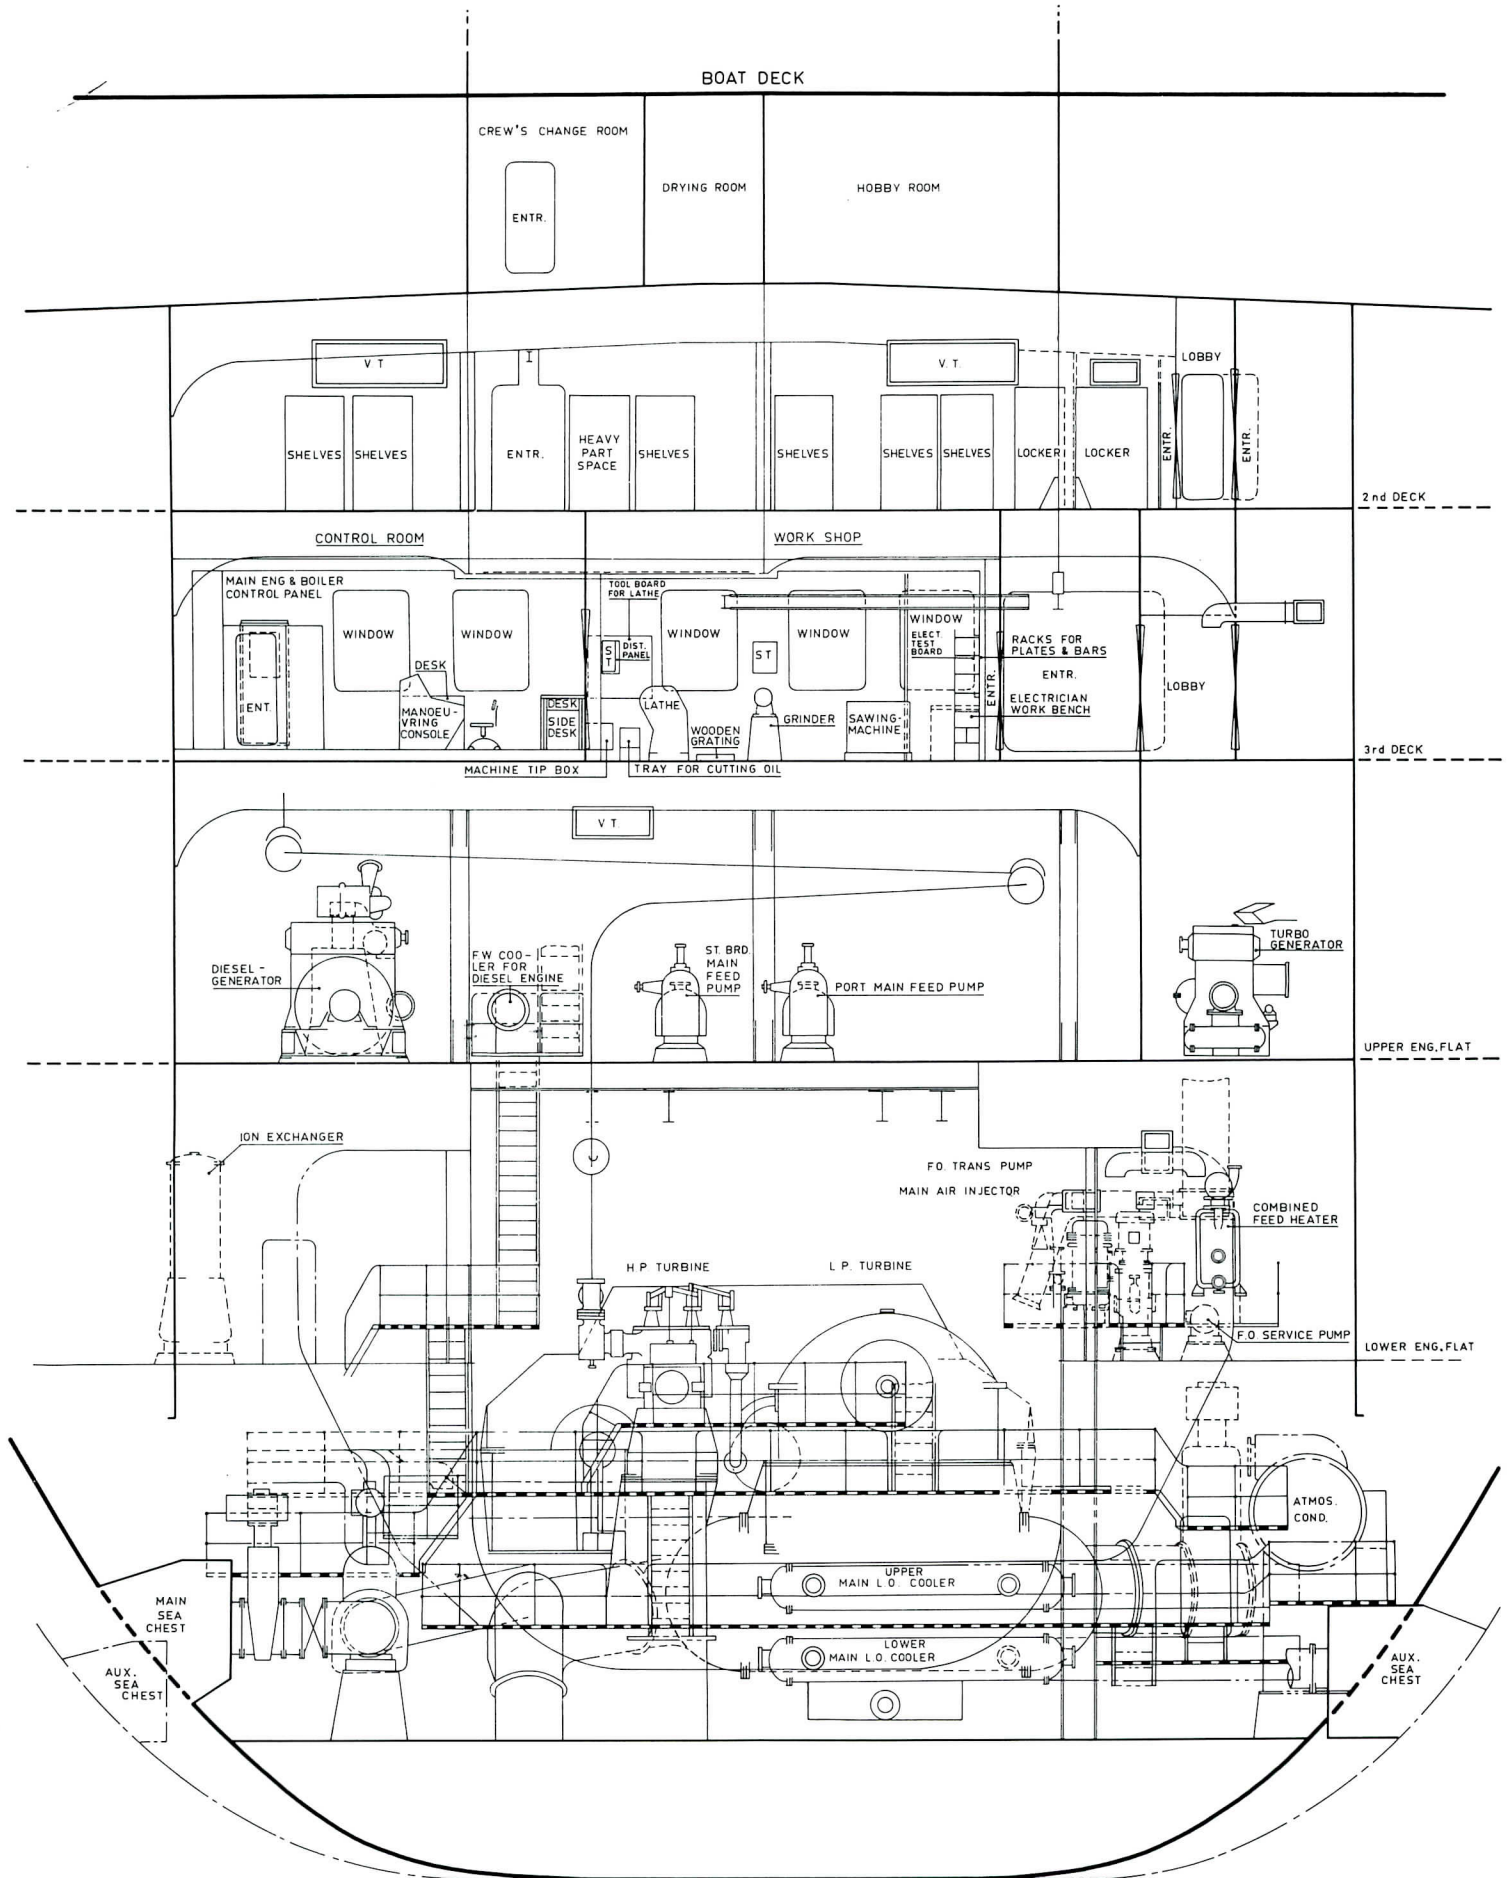 BOAT DECK
CREW'S CHANGE ROOM
ENTR.
DRYING ROOM
HOBBY ROOM
V T
V. T.
LOBBY
SHELVES
SHELVES
ENTR.
HEAVY
PART
SPACE
SHELVES
SHELVES
SHELVES
SHELVES
LOCKER
LOCKER
ENTR.
ENTR.
2nd DECK
CONTROL ROOM
WORK SHOP
MAIN ENG & BOILER
CONTROL PANEL
ENT.
WINDOW
WINDOW
DESK
MANOEU-
VRING
CONSOLE
DESK
SIDE
DESK
TOOL BOARD
FOR LATHE
S
T
DIST.
PANEL
WINDOW
LATHE
WOODEN
GRATING
ST
GRINDER
WINDOW
SAWING-
MACHINE
WINDOW
ELECT.
TEST
BOARD
ENTR.
RACKS FOR
PLATES & BARS
ENTR.
ELECTRICIAN
WORK BENCH
LOBBY
3rd DECK
MACHINE TIP BOX
TRAY FOR CUTTING OIL
V T.
DIESEL -
GENERATOR
F.W COO-
LER FOR
DIESEL ENGINE
ST. BRD.
MAIN
FEED
PUMP
PORT MAIN FEED PUMP
TURBO
GENERATOR
UPPER ENG,FLAT
ION EXCHANGER
F.O. TRANS PUMP
MAIN AIR INJECTOR
COMBINED
FEED HEATER
H P TURBINE
L P. TURBINE
F.O. SERVICE PUMP
LOWER ENG,FLAT
ATMOS.
COND.
UPPER
MAIN L.O. COOLER
MAIN
SEA
CHEST
LOWER
MAIN L.O. COOLER
AUX.
SEA
CHEST
AUX.
SEA
CHEST